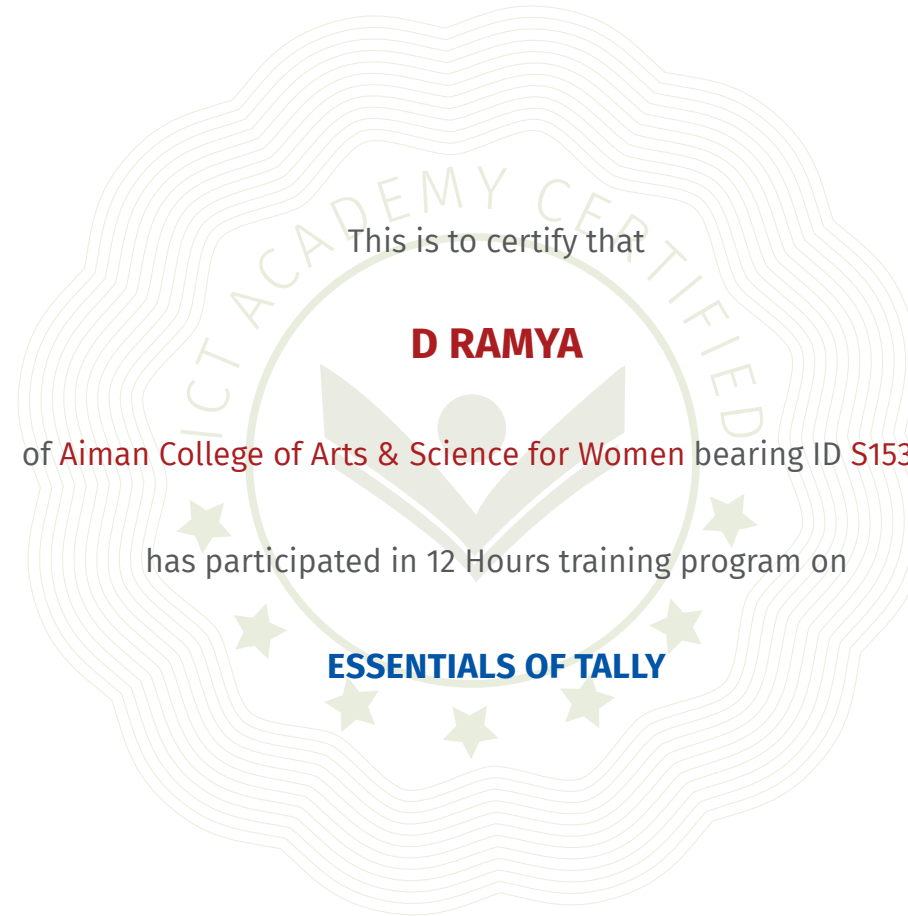 ICT ACADEMY CERTIFIED
This is to certify that
D RAMYA
of Aiman College of Arts & Science for Women bearing ID S153
has participated in 12 Hours training program on
ESSENTIALS OF TALLY